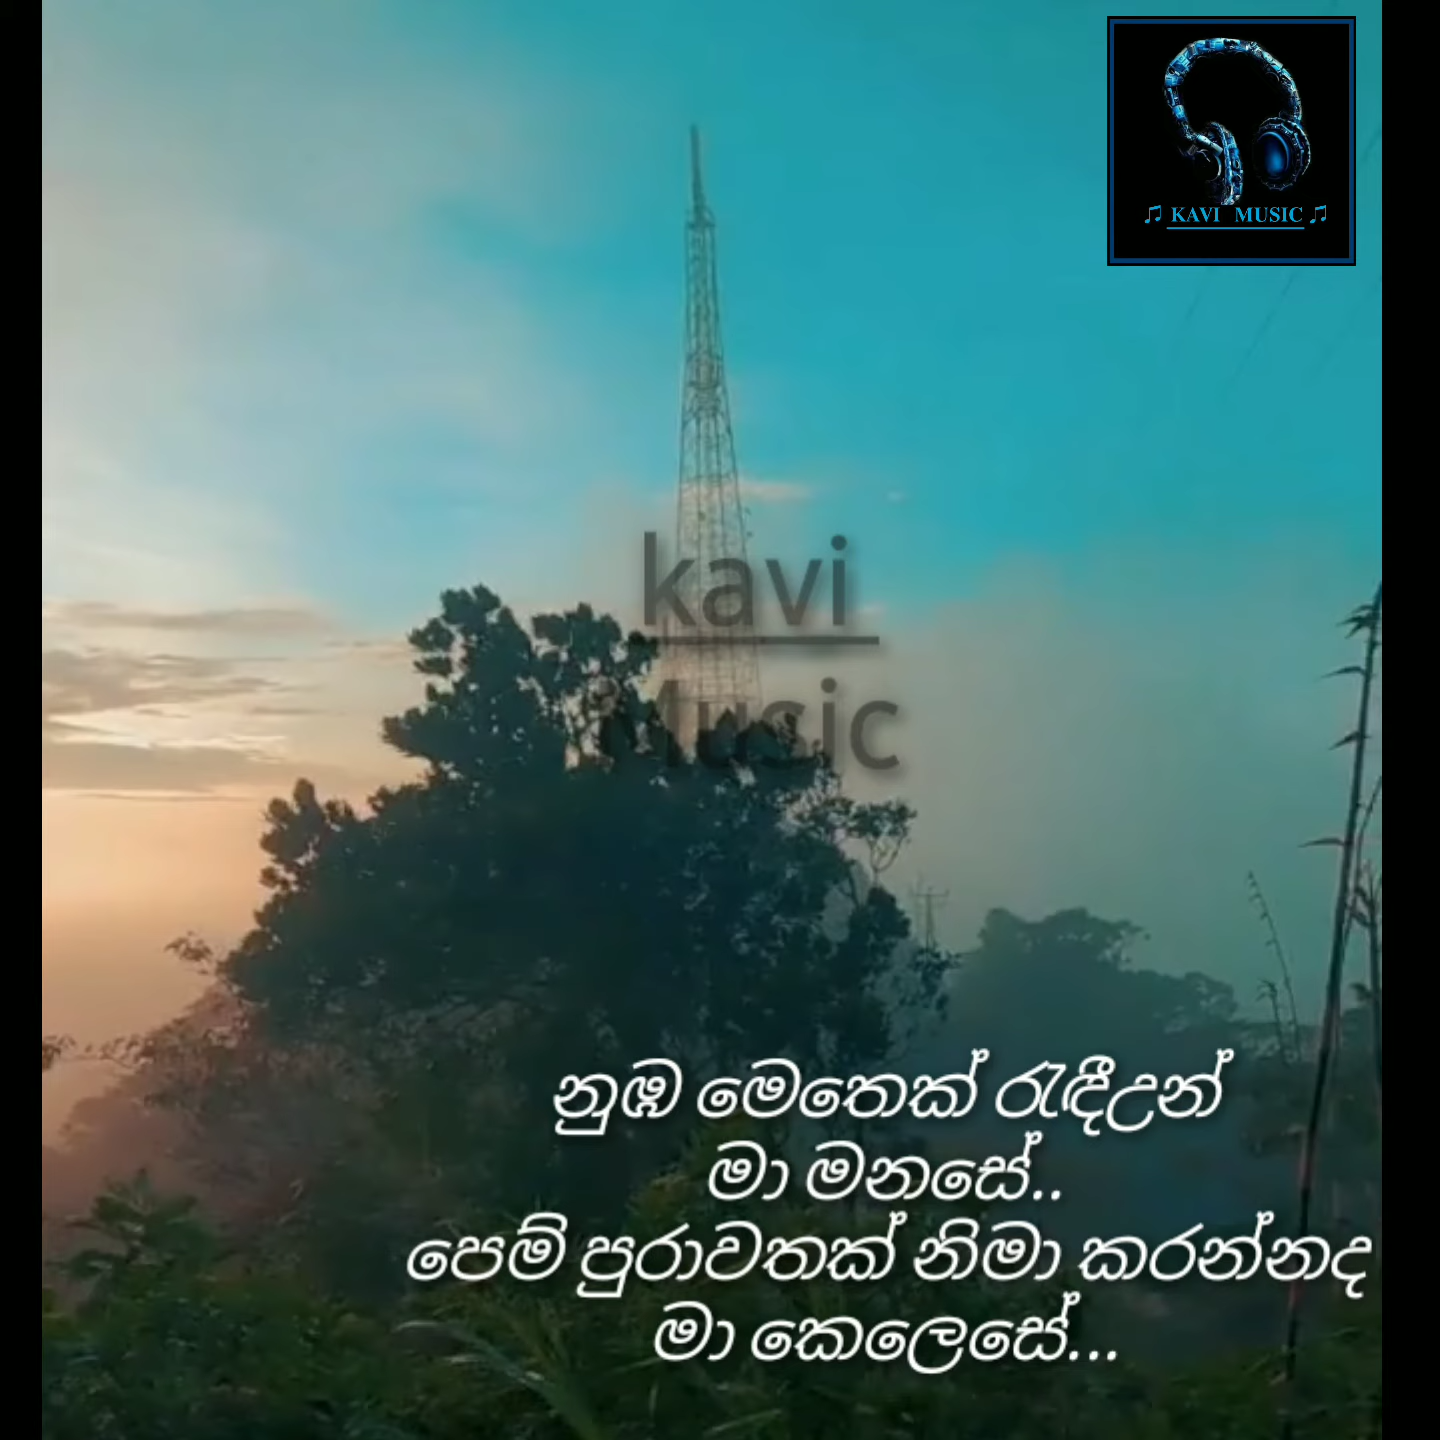 ♫ KAVI MUSIC ♫
kavi
Music
නුඹ මෙතෙක් රැඳීඋන්
මා මනසේ..
පෙම් පුරාවතක් නිමා කරන්නද
මා කෙලෙසේ...